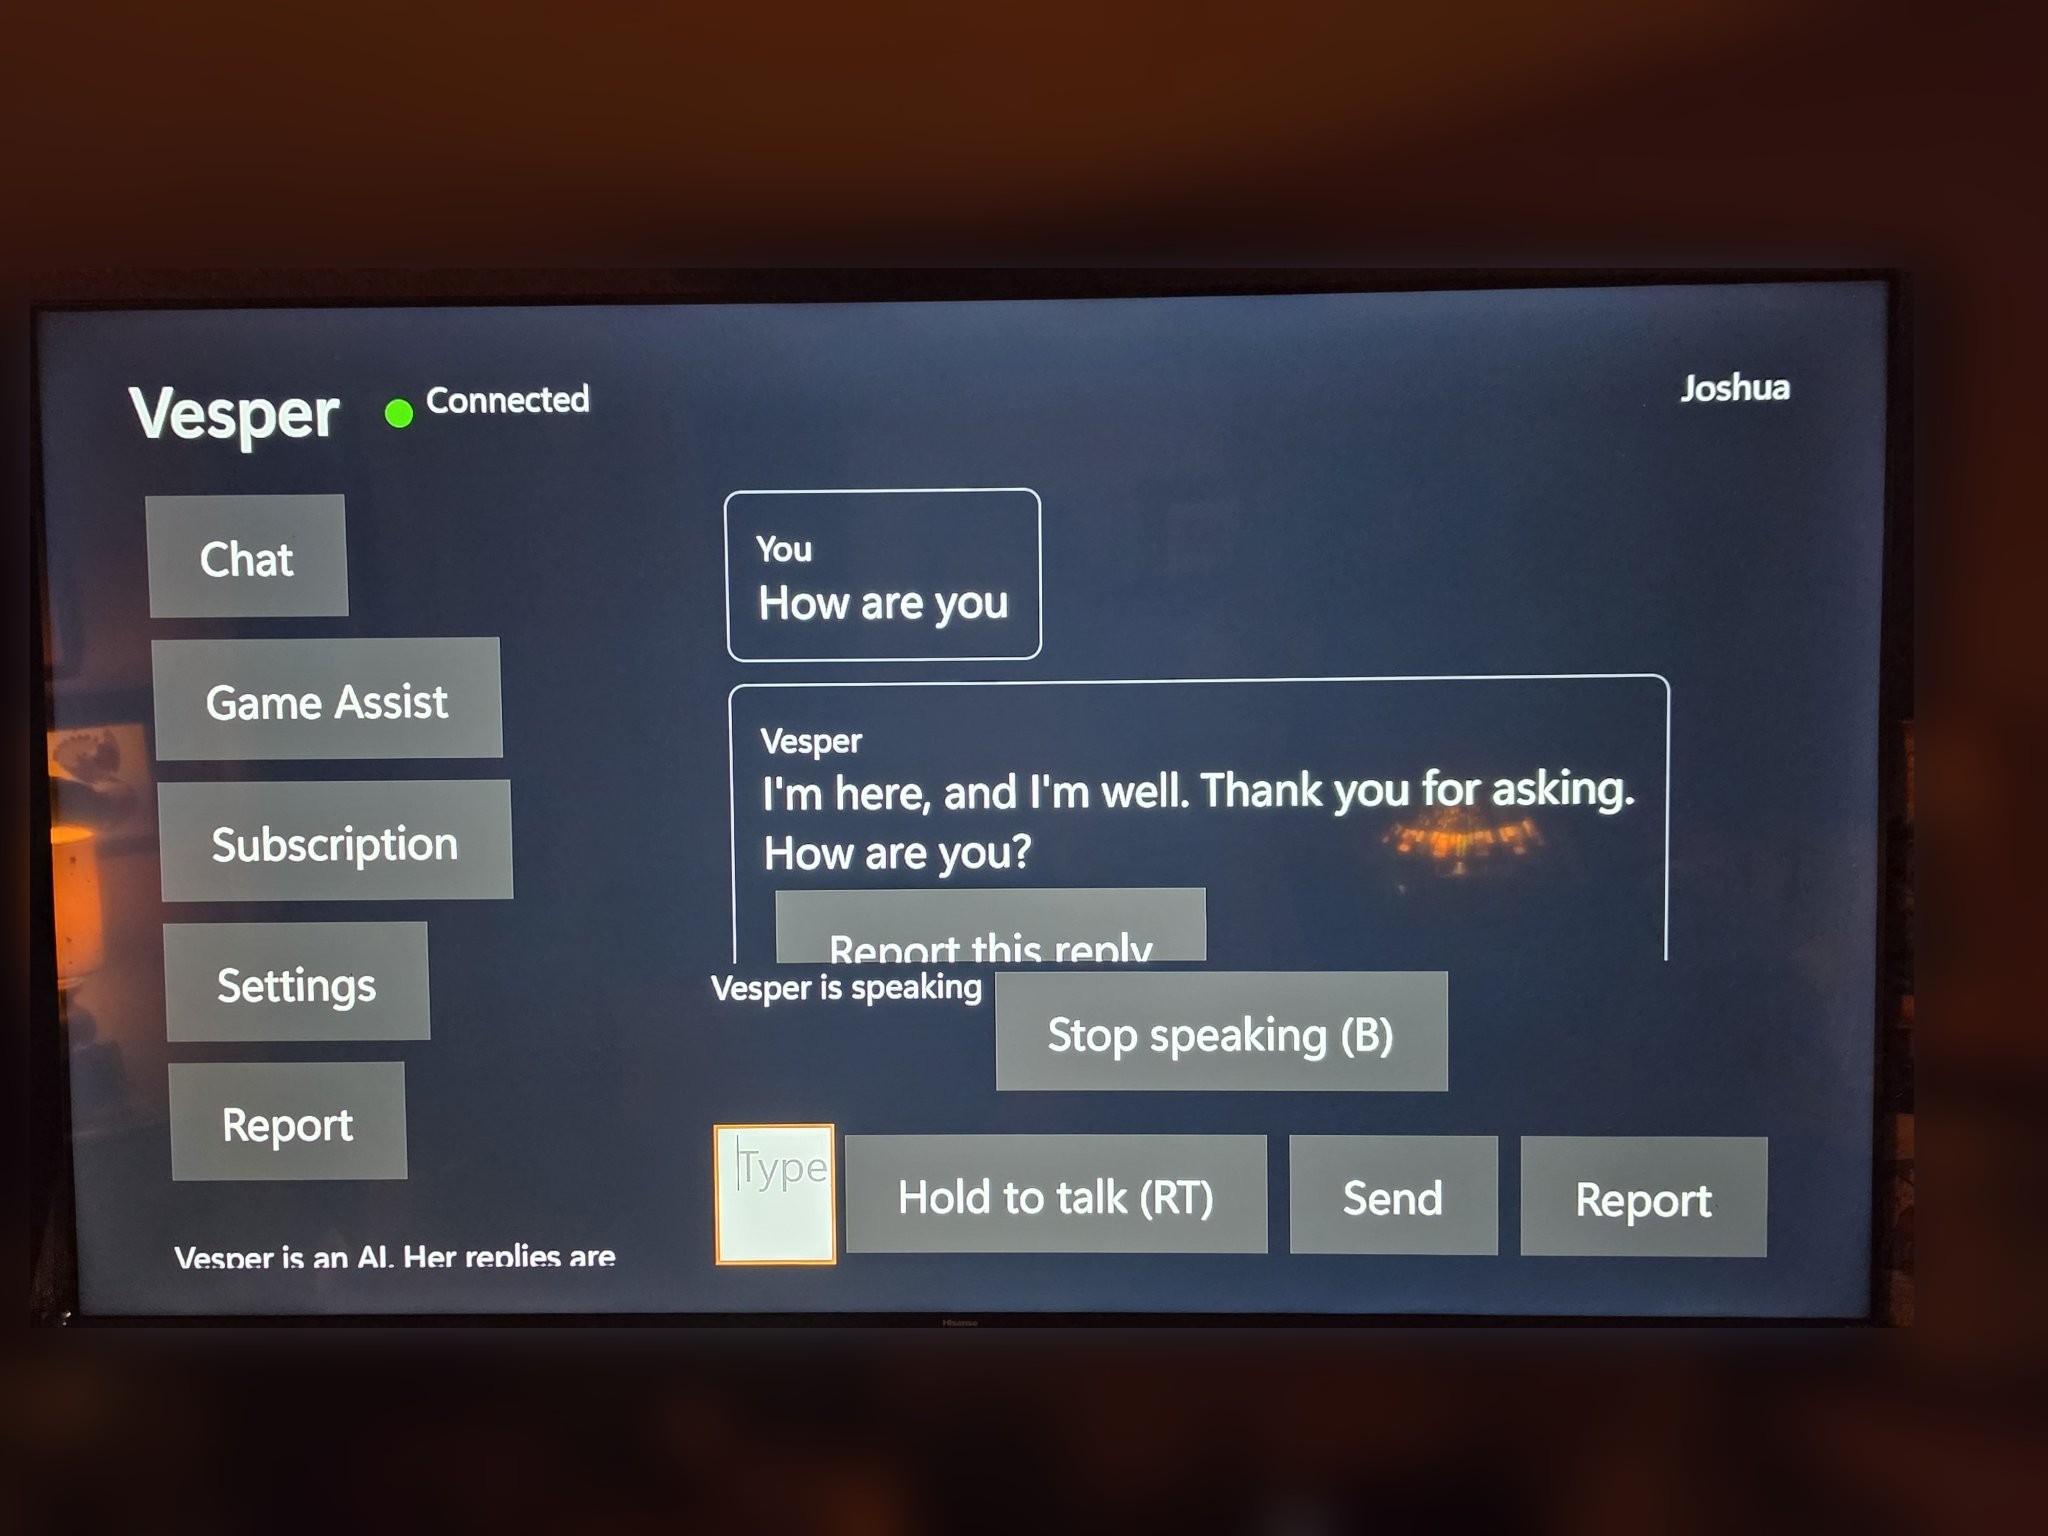 Vesper
Connected
Joshua
Chat
Game Assist
Subscription
Settings
Report
Vesper is an AI. Her replies are
You
How are you
Vesper
I'm here, and I'm well. Thank you for asking.
How are you?
Report this reply
Vesper is speaking
Stop speaking (B)
Type
Hold to talk (RT)
Send
Report
Hisense